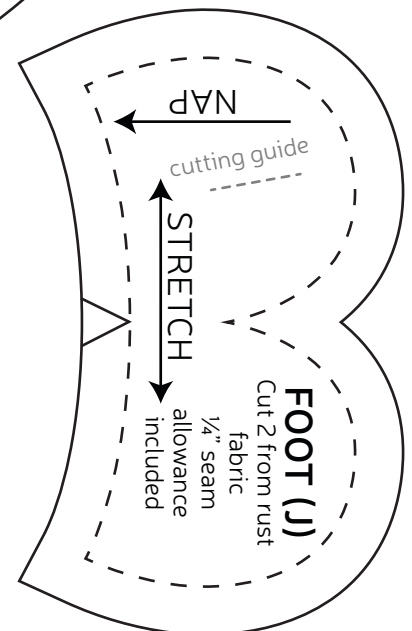 NAP
cutting guide
STRETCH
FOOT (J)
Cut 2 from rust
fabric
¼" seam
allowance
included